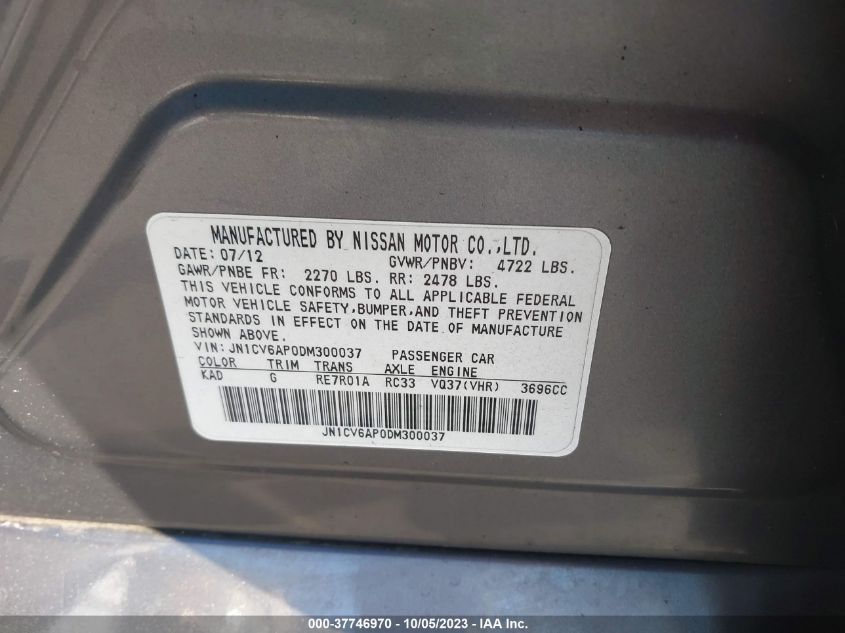 MANUFACTURED BY NISSAN MOTOR CO.,LTD.
DATE: 07/12 GVWR/PNBV: 4722 LBS.
GAWR/PNBE FR: 2270 LBS. RR: 2478 LBS.
THIS VEHICLE CONFORMS TO ALL APPLICABLE FEDERAL
MOTOR VEHICLE SAFETY,BUMPER,AND THEFT PREVENTION
STANDARDS IN EFFECT ON THE DATE OF MANUFACTURE
SHOWN ABOVE.
VIN: JN1CV6AP0DM300037 PASSENGER CAR
COLOR TRIM TRANS AXLE ENGINE
KAD G RE7R01A RC33 VQ37(VHR) 3696CC
JN1CV6AP0DM300037
000-37746970 - 10/05/2023 - IAA Inc.